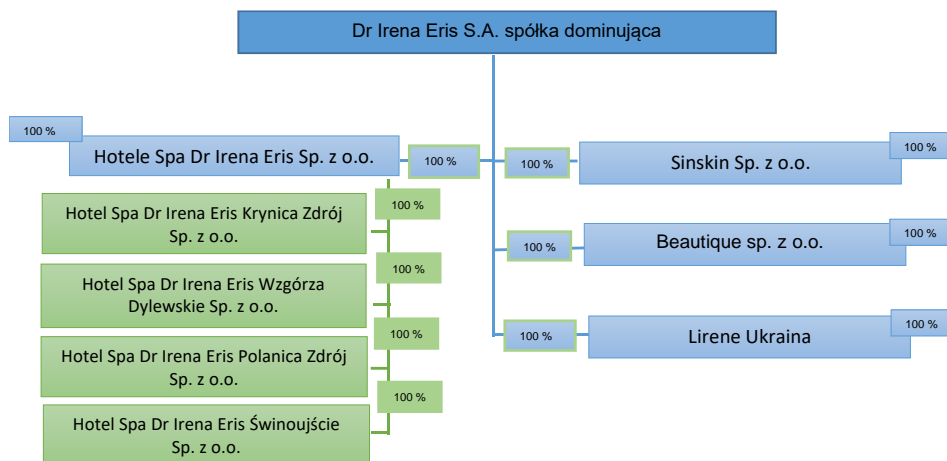 Dr Irena Eris S.A. spółka dominująca
100 %
Hotele Spa Dr Irena Eris Sp. z o.o.
100 %
100 %
Sinskin Sp. z o.o.
100 %
Hotel Spa Dr Irena Eris Krynica Zdrój
Sp. z o.o.
100 %
100 %
Beautique sp. z o.o.
100 %
Hotel Spa Dr Irena Eris Wzgórza
Dylewskie Sp. z o.o.
100 %
100 %
Lirene Ukraina
100 %
Hotel Spa Dr Irena Eris Polanica Zdrój
Sp. z o.o.
100 %
Hotel Spa Dr Irena Eris Świnoujście
Sp. z o.o.
100 %